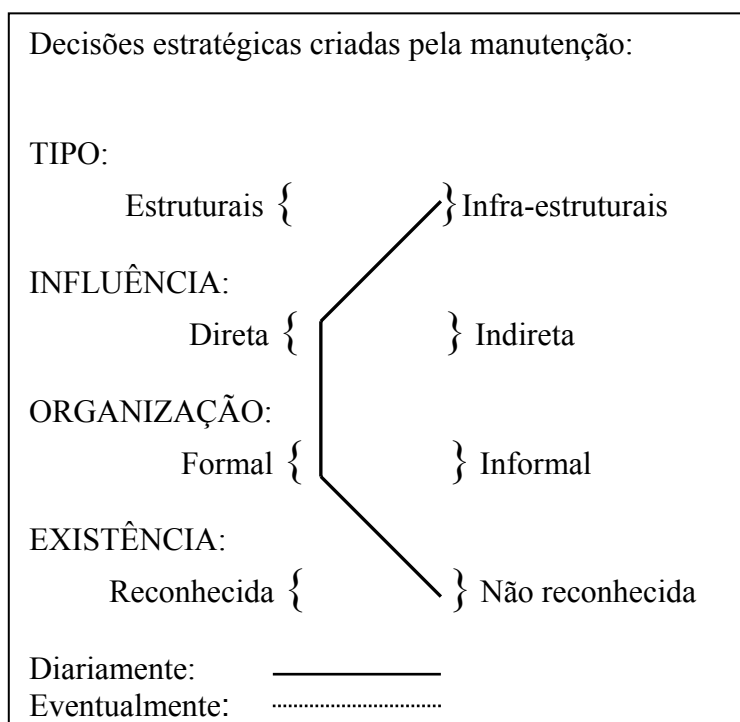 Decisões estratégicas criadas pela manutenção:
TIPO:
Estruturais { } Infra-estruturais
INFLUÊNCIA:
Direta { } Indireta
ORGANIZAÇÃO:
Formal { } Informal
EXISTÊNCIA:
Reconhecida { } Não reconhecida
Diariamente:
Eventualmente: